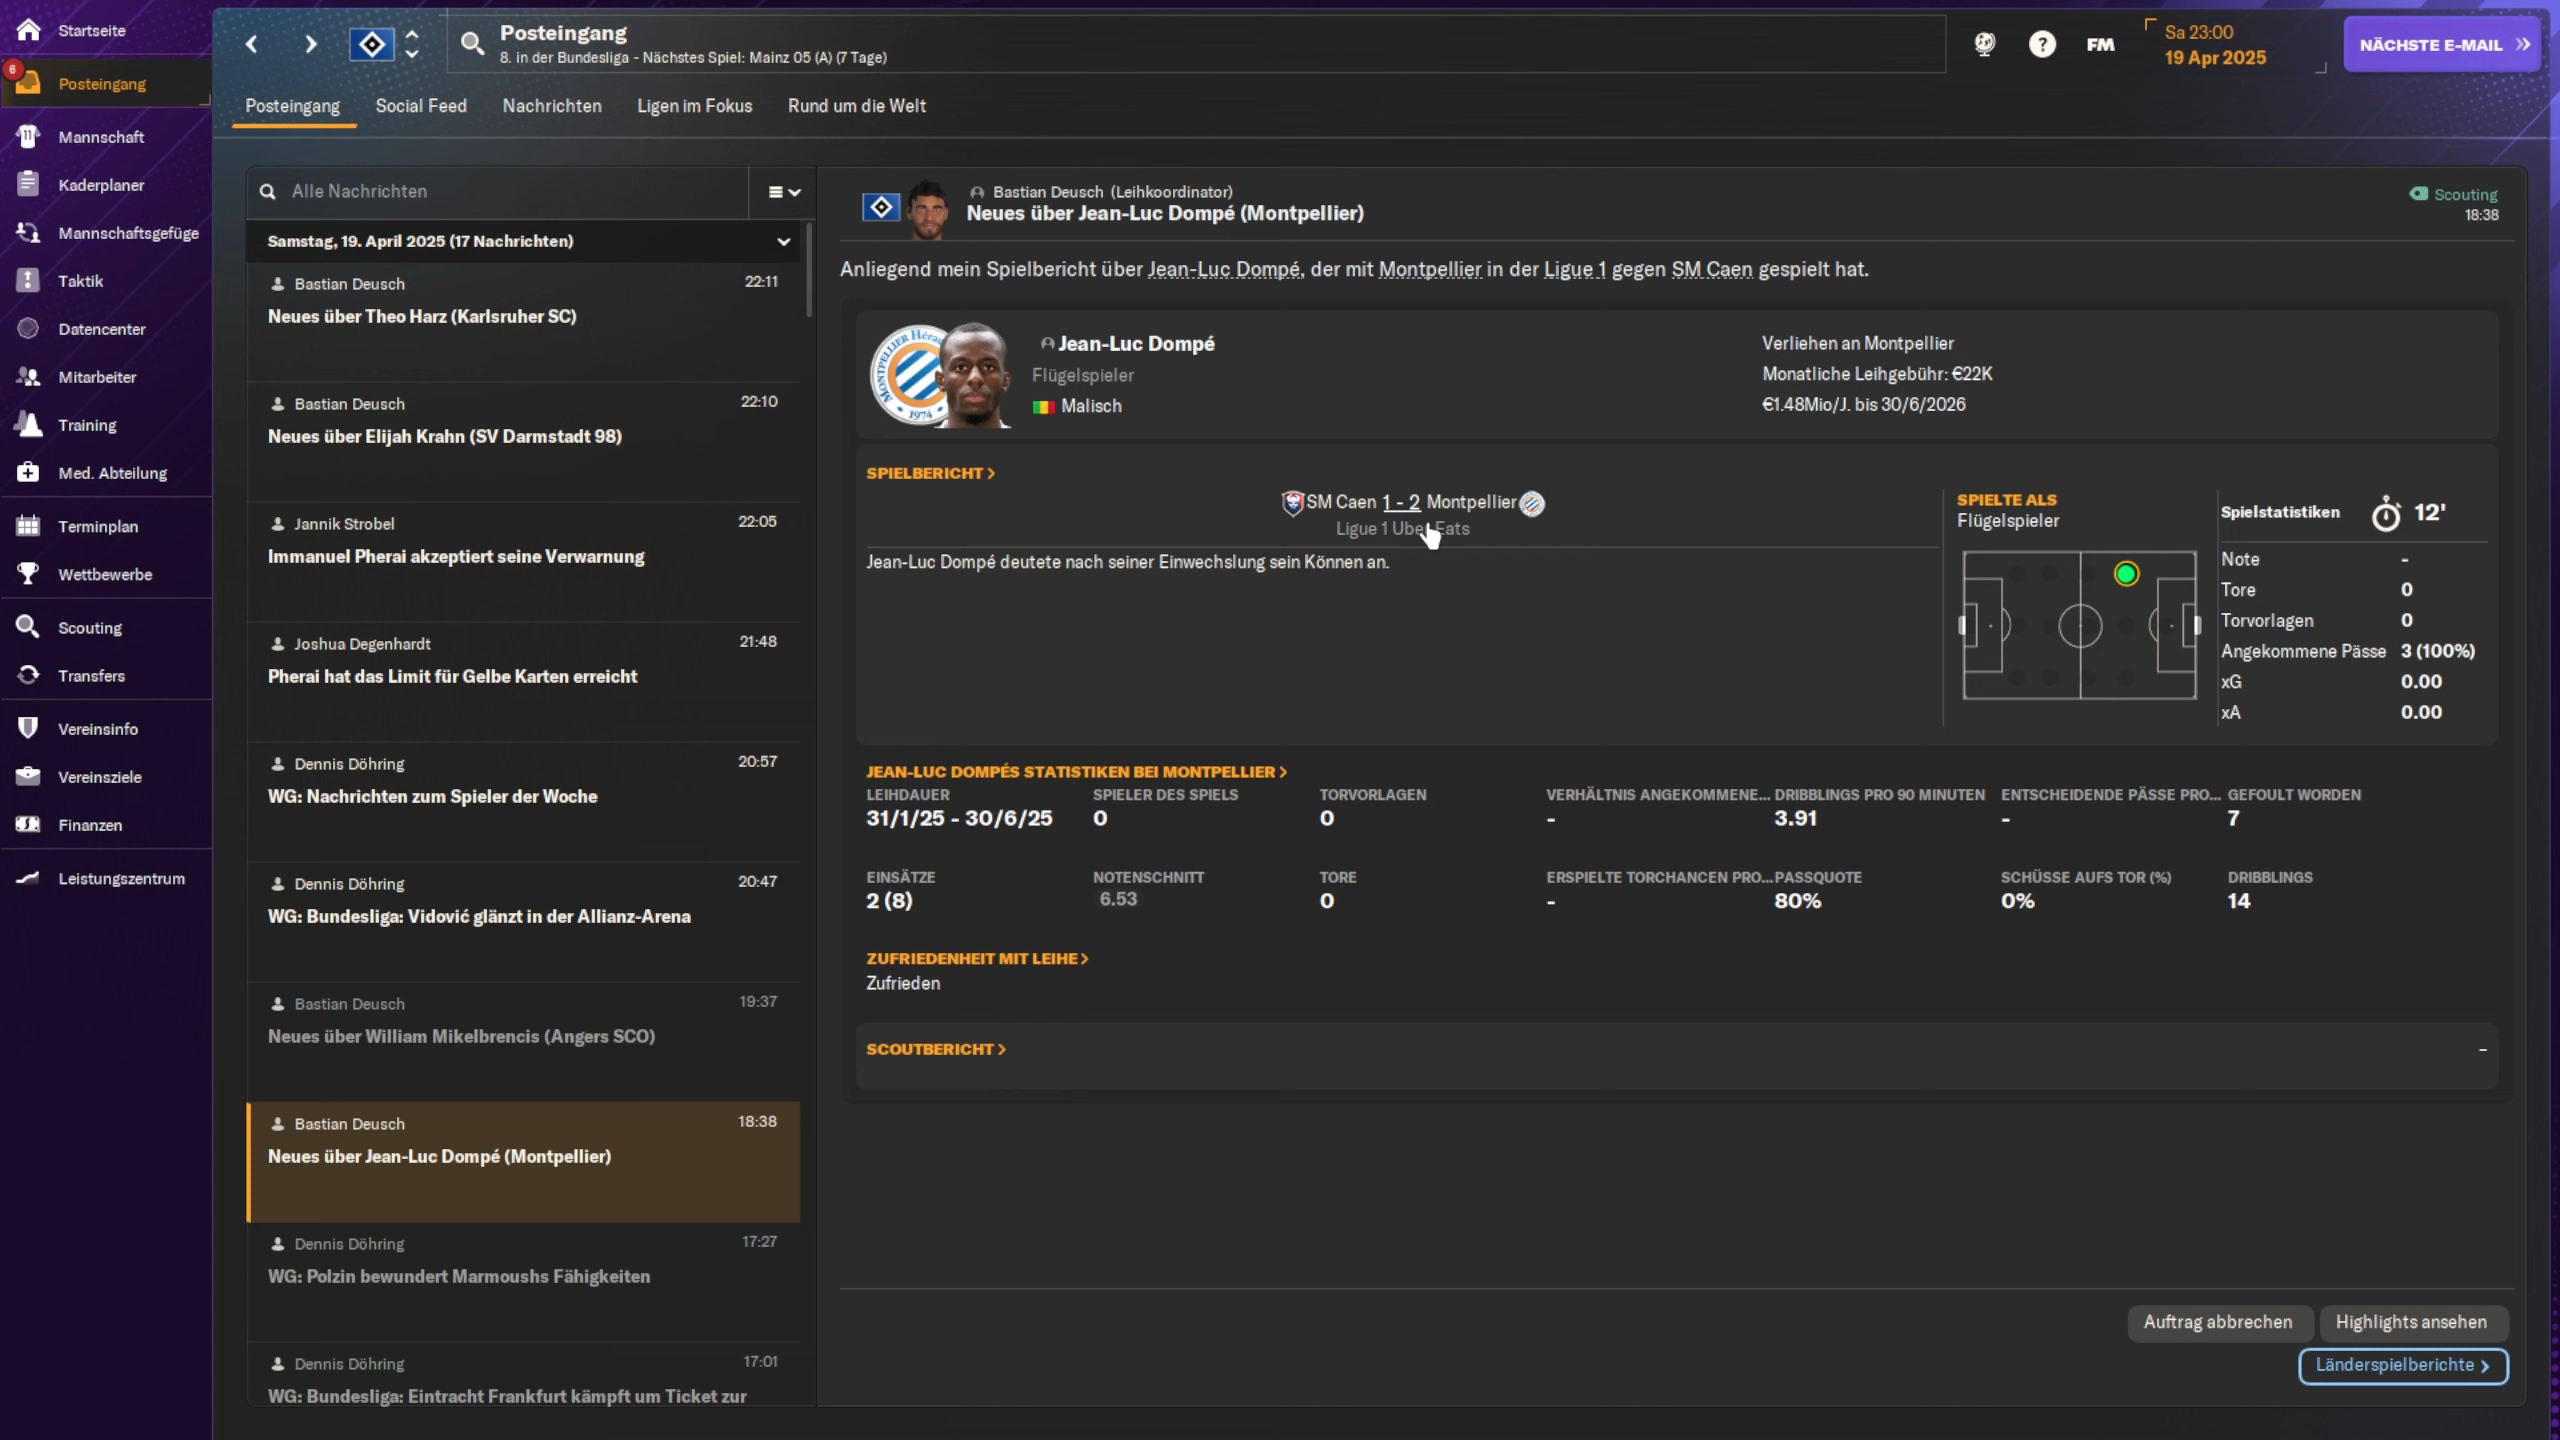 Startseite
6
Posteingang
Mannschaft
Kaderplaner
Mannschaftsgefüge
Taktik
Datencenter
Mitarbeiter
Training
Med. Abteilung
Terminplan
Wettbewerbe
Scouting
Transfers
Vereinsinfo
Vereinsziele
Finanzen
Leistungszentrum
Posteingang
8. in der Bundesliga - Nächstes Spiel: Mainz 05 (A) (7 Tage)
FM
Sa 23:00
19 Apr 2025
NÄCHSTE E-MAIL
Posteingang Social Feed Nachrichten Ligen im Fokus Rund um die Welt
Alle Nachrichten
Samstag, 19. April 2025 (17 Nachrichten)
Bastian Deusch 22:11
Neues über Theo Harz (Karlsruher SC)
Bastian Deusch 22:10
Neues über Elijah Krahn (SV Darmstadt 98)
Jannik Strobel 22:05
Immanuel Pherai akzeptiert seine Verwarnung
Joshua Degenhardt 21:48
Pherai hat das Limit für Gelbe Karten erreicht
Dennis Döhring 20:57
WG: Nachrichten zum Spieler der Woche
Dennis Döhring 20:47
WG: Bundesliga: Vidović glänzt in der Allianz-Arena
Bastian Deusch 19:37
Neues über William Mikelbrencis (Angers SCO)
Bastian Deusch 18:38
Neues über Jean-Luc Dompé (Montpellier)
Dennis Döhring 17:27
WG: Polzin bewundert Marmoushs Fähigkeiten
Dennis Döhring 17:01
WG: Bundesliga: Eintracht Frankfurt kämpft um Ticket zur
Bastian Deusch (Leihkoordinator)
Neues über Jean-Luc Dompé (Montpellier)
Scouting
18:38
Anliegend mein Spielbericht über Jean-Luc Dompé, der mit Montpellier in der Ligue 1 gegen SM Caen gespielt hat.
Jean-Luc Dompé
Flügelspieler
Malisch
Verliehen an Montpellier
Monatliche Leihgebühr: €22K
€1.48Mio/J. bis 30/6/2026
SPIELBERICHT >
SM Caen 1 - 2 Montpellier
Ligue 1 Uber Eats
Jean-Luc Dompé deutete nach seiner Einwechslung sein Können an.
SPIELTE ALS
Flügelspieler
Spielstatistiken 12'
Note -
Tore 0
Torvorlagen 0
Angekommene Pässe 3 (100%)
xG 0.00
xA 0.00
JEAN-LUC DOMPÉS STATISTIKEN BEI MONTPELLIER >
LEIHDAUER SPIELER DES SPIELS TORVORLAGEN VERHÄLTNIS ANGEKOMMENE... DRIBBLINGS PRO 90 MINUTEN ENTSCHEIDENDE PÄSSE PRO... GEFOULT WORDEN
31/1/25 - 30/6/25 0 0 - 3.91 - 7
EINSÄTZE NOTENSCHNITT TORE ERSPIELTE TORCHANCEN PRO... PASSQUOTE SCHÜSSE AUFS TOR (%) DRIBBLINGS
2 (8) 6.53 0 - 80% 0% 14
ZUFRIEDENHEIT MIT LEIHE >
Zufrieden
SCOUTBERICHT > -
Auftrag abbrechen Highlights ansehen
Länderspielberichte >